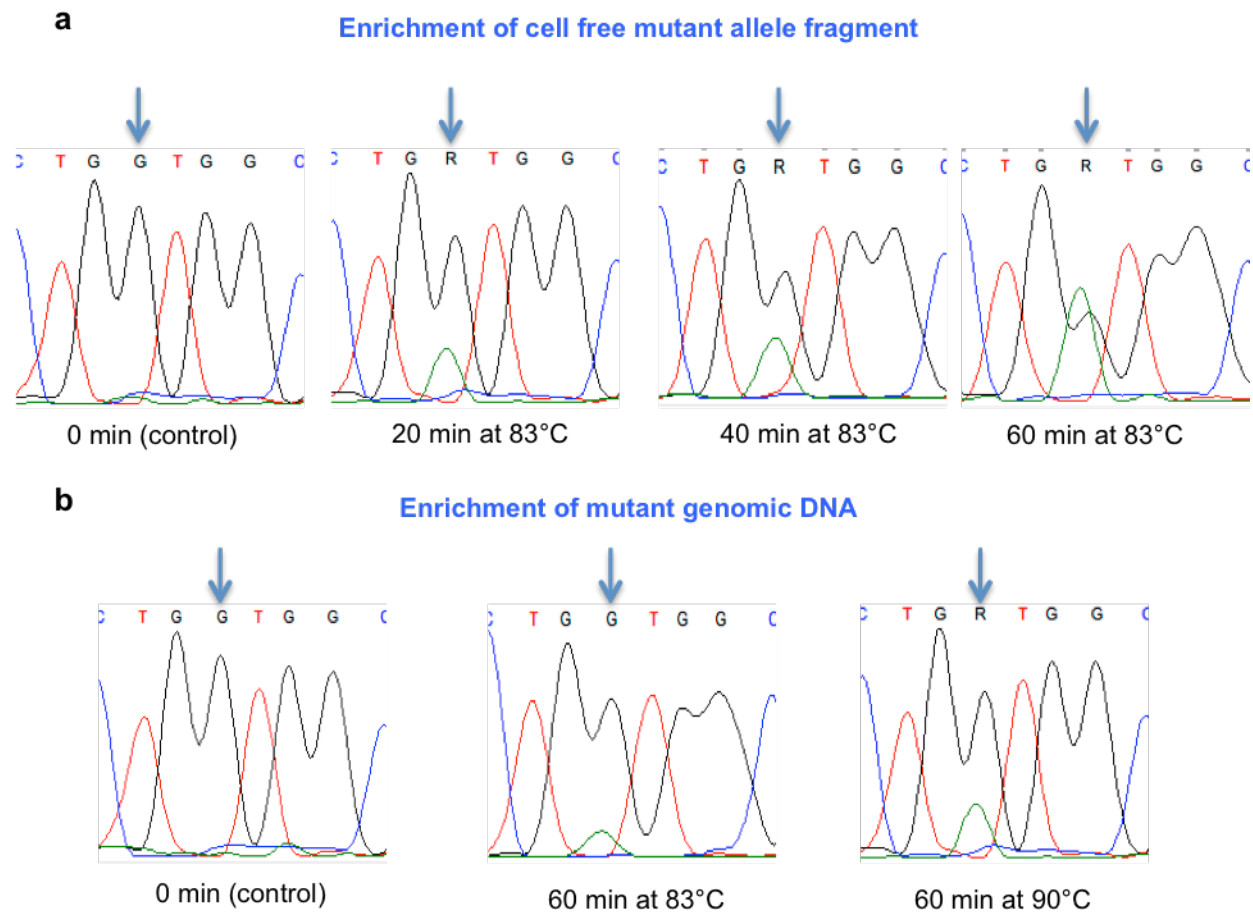 a
Enrichment of cell free mutant allele fragment
C T G G T G G C
C T G R T G G C
C T G R T G G C
C T G R T G G C
0 min (control)
20 min at 83°C
40 min at 83°C
60 min at 83°C
b
Enrichment of mutant genomic DNA
C T G G T G G C
C T G G T G G C
C T G R T G G C
0 min (control)
60 min at 83°C
60 min at 90°C